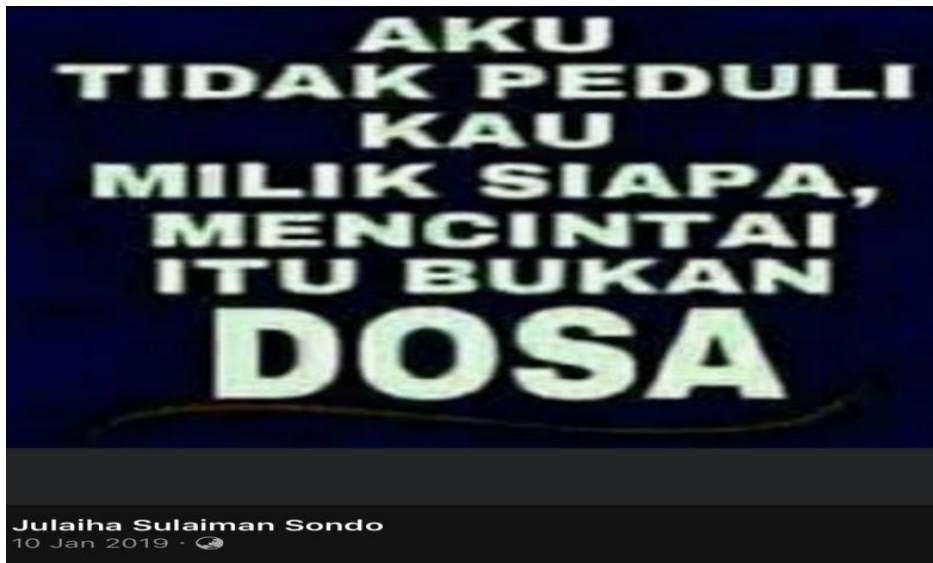 AKU
TIDAK PEDULI
KAU
MILIK SIAPA,
MENCINTAI
ITU BUKAN
DOSA
Julaiha Sulaiman Sondo
10 Jan 2019 ·